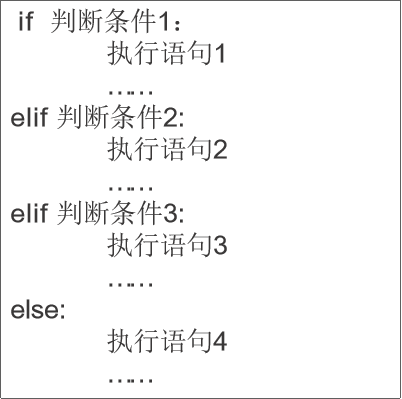 if 判断条件1：
执行语句1
……
elif 判断条件2:
执行语句2
……
elif 判断条件3:
执行语句3
……
else:
执行语句4
……